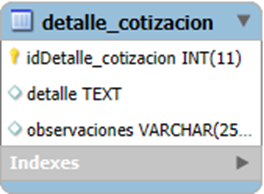 detalle_cotizacion
idDetalle_cotizacion INT(11)
detalle TEXT
observaciones VARCHAR(25...
Indexes